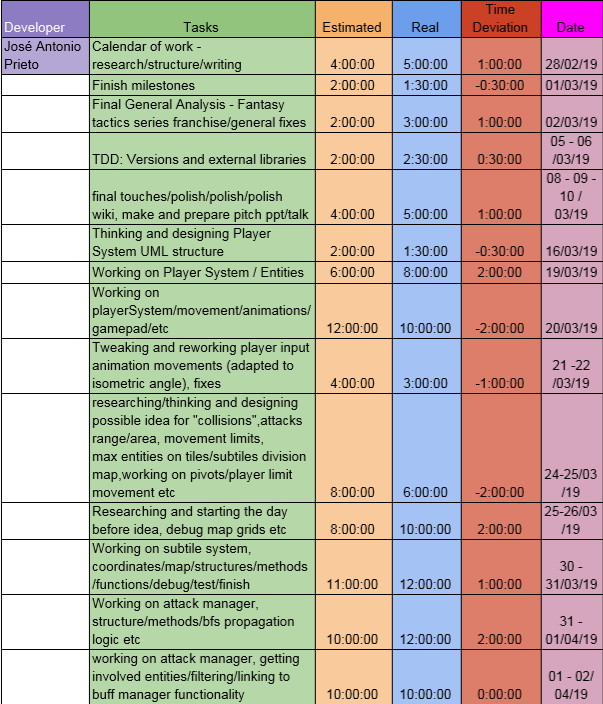 Developer Tasks Estimated Real Time Deviation Date
José Antonio Prieto
Calendar of work -
research/structure/writing 4:00:00 5:00:00 1:00:00 28/02/19
Finish milestones 2:00:00 1:30:00 -0:30:00 01/03/19
Final General Analysis - Fantasy
tactics series franchise/general fixes 2:00:00 3:00:00 1:00:00 02/03/19
TDD: Versions and external libraries 2:00:00 2:30:00 0:30:00 05 - 06 /03/19
final touches/polish/polish/polish
wiki, make and prepare pitch ppt/talk 4:00:00 5:00:00 1:00:00 08 - 09 - 10 / 03/19
Thinking and designing Player
System UML structure 2:00:00 1:30:00 -0:30:00 16/03/19
Working on Player System / Entities 6:00:00 8:00:00 2:00:00 19/03/19
Working on
playerSystem/movement/animations/
gamepad/etc 12:00:00 10:00:00 -2:00:00 20/03/19
Tweaking and reworking player input
animation movements (adapted to
isometric angle), fixes 4:00:00 3:00:00 -1:00:00 21 -22 /03/19
researching/thinking and designing
possible idea for "collisions",attacks
range/area, movement limits,
max entities on tiles/subtiles division
map,working on pivots/player limit
movement etc 8:00:00 6:00:00 -2:00:00 24-25/03 /19
Researching and starting the day
before idea, debug map grids etc 8:00:00 10:00:00 2:00:00 25-26/03 /19
Working on subtile system,
coordinates/map/structures/methods
/functions/debug/test/finish 11:00:00 12:00:00 1:00:00 30 - 31/03/19
Working on attack manager,
structure/methods/bfs propagation
logic etc 10:00:00 12:00:00 2:00:00 31 - 01/04/19
working on attack manager, getting
involved entities/filtering/linking to
buff manager functionality 10:00:00 10:00:00 0:00:00 01 - 02/ 04/19